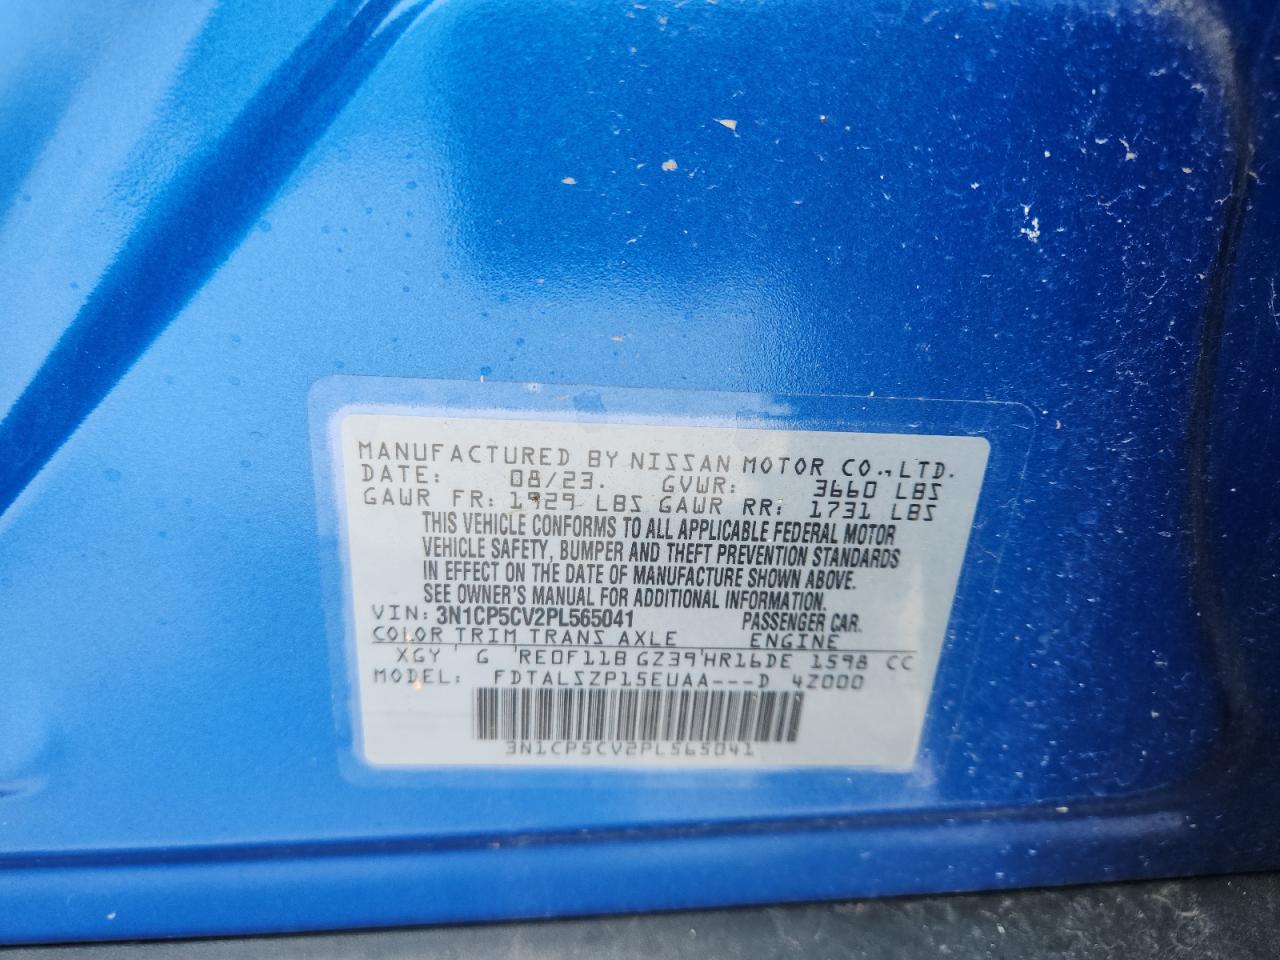 MANUFACTURED BY NISSAN MOTOR CO., LTD.
DATE: 08/23. GVWR: 3660 LBS
GAWR FR: 1929 LBS GAWR RR: 1731 LBS
THIS VEHICLE CONFORMS TO ALL APPLICABLE FEDERAL MOTOR
VEHICLE SAFETY, BUMPER AND THEFT PREVENTION STANDARDS
IN EFFECT ON THE DATE OF MANUFACTURE SHOWN ABOVE.
SEE OWNER'S MANUAL FOR ADDITIONAL INFORMATION.
VIN: 3N1CP5CV2PL565041 PASSENGER CAR.
COLOR TRIM TRANS AXLE ENGINE
XGY ' G ' RE0F11B GZ39'HR16DE 1598 CC
MODEL: FDTALSZP15EUAA---D 4Z000
3N1CP5CV2PL565041